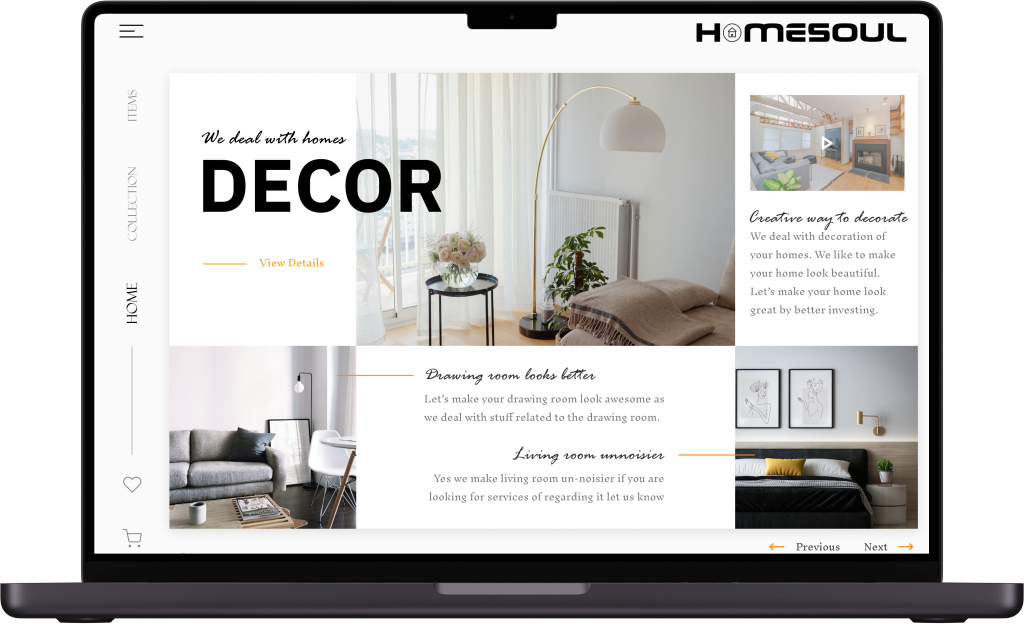 HOMESOUL
ITEMS
COLLECTION
HOME
We deal with homes
DECOR
View Details
Creative way to decorate
We deal with decoration of
your homes. We like to make
your home look beautiful.
Let's make your home look
great by better investing.
Drawing room looks better
Let's make your drawing room look awesome as
we deal with stuff related to the drawing room.
Living room unnoisier
Yes we make living room un-noisier if you are
looking for services of regarding it let us know
Previous
Next